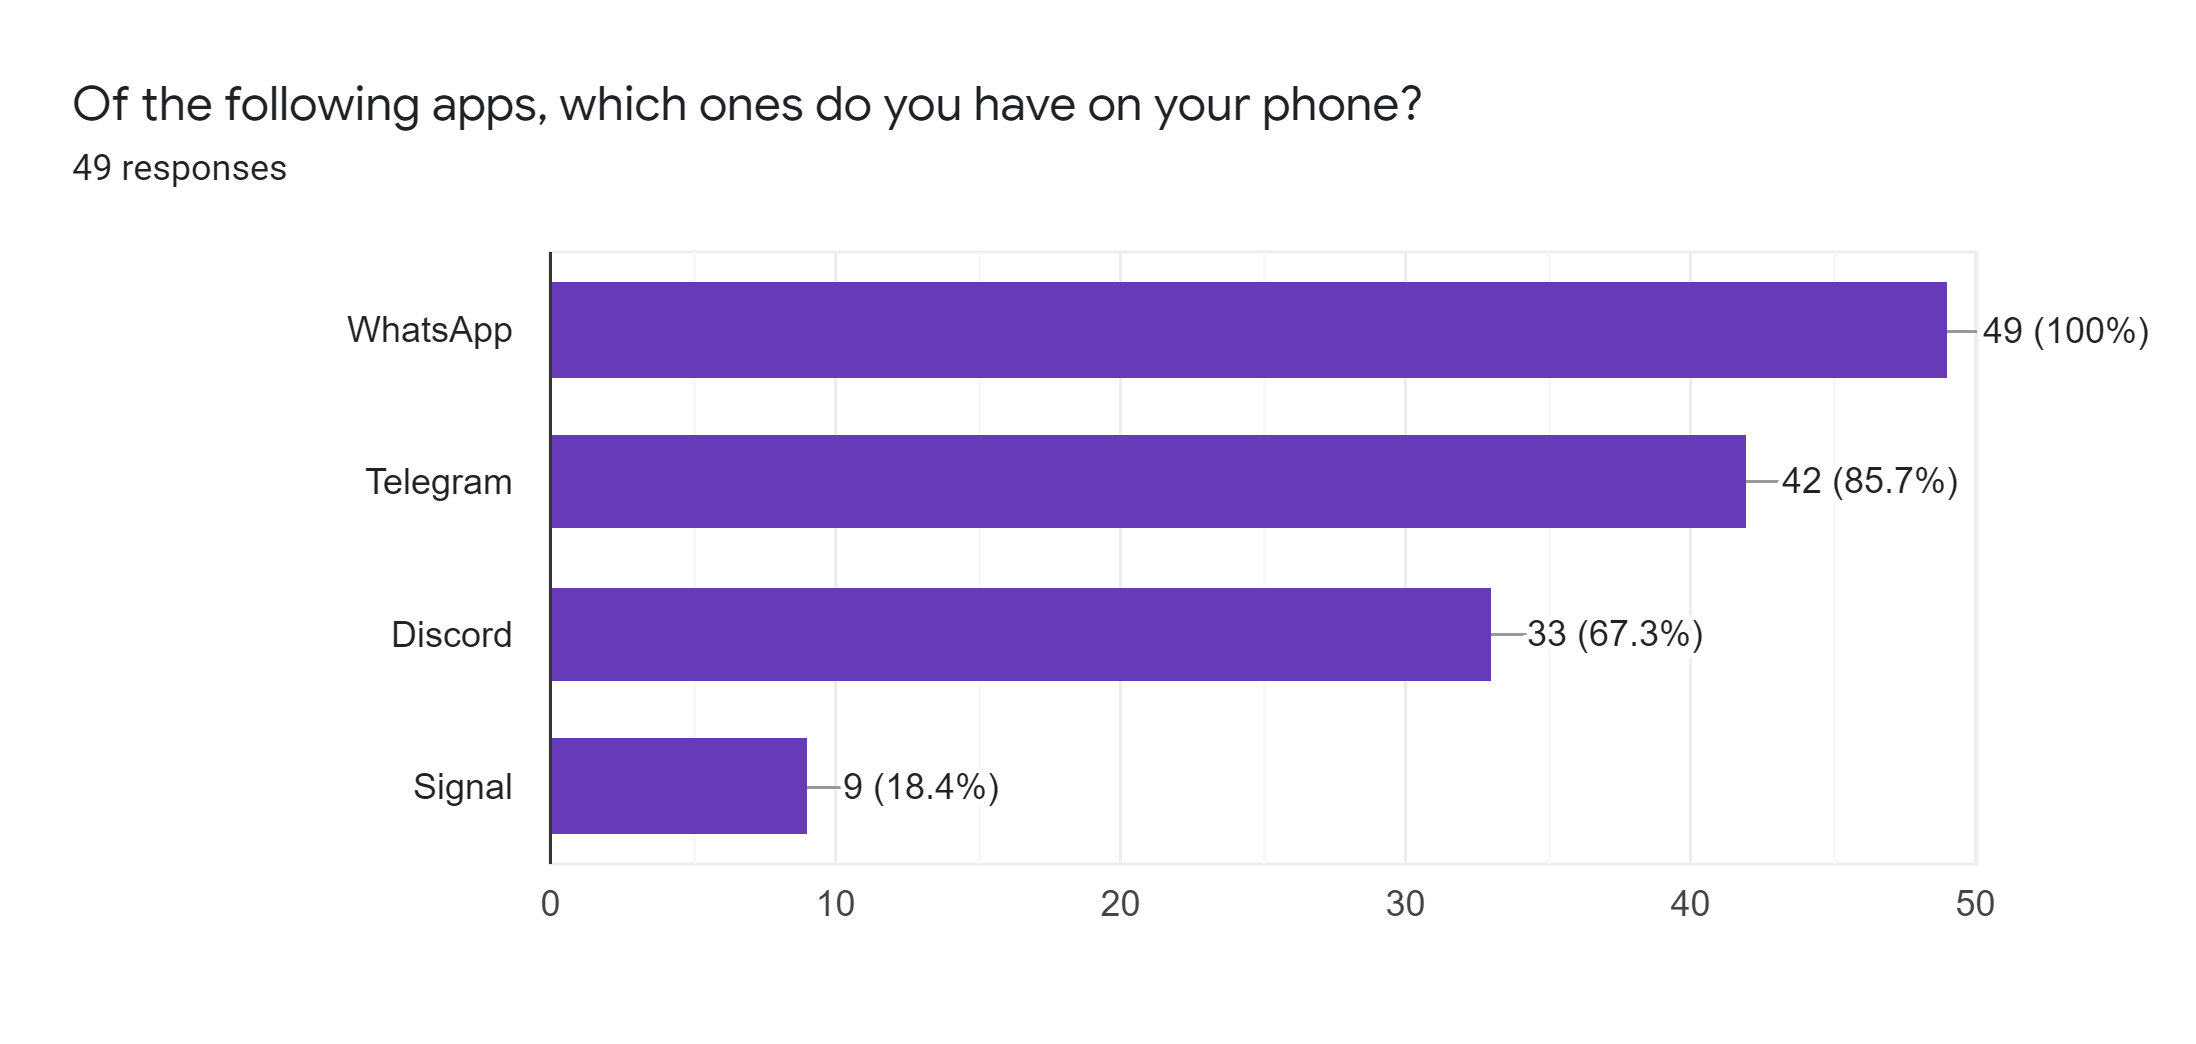 Of the following apps, which ones do you have on your phone?
49 responses
WhatsApp 49 (100%)
Telegram 42 (85.7%)
Discord 33 (67.3%)
Signal 9 (18.4%)
0 10 20 30 40 50